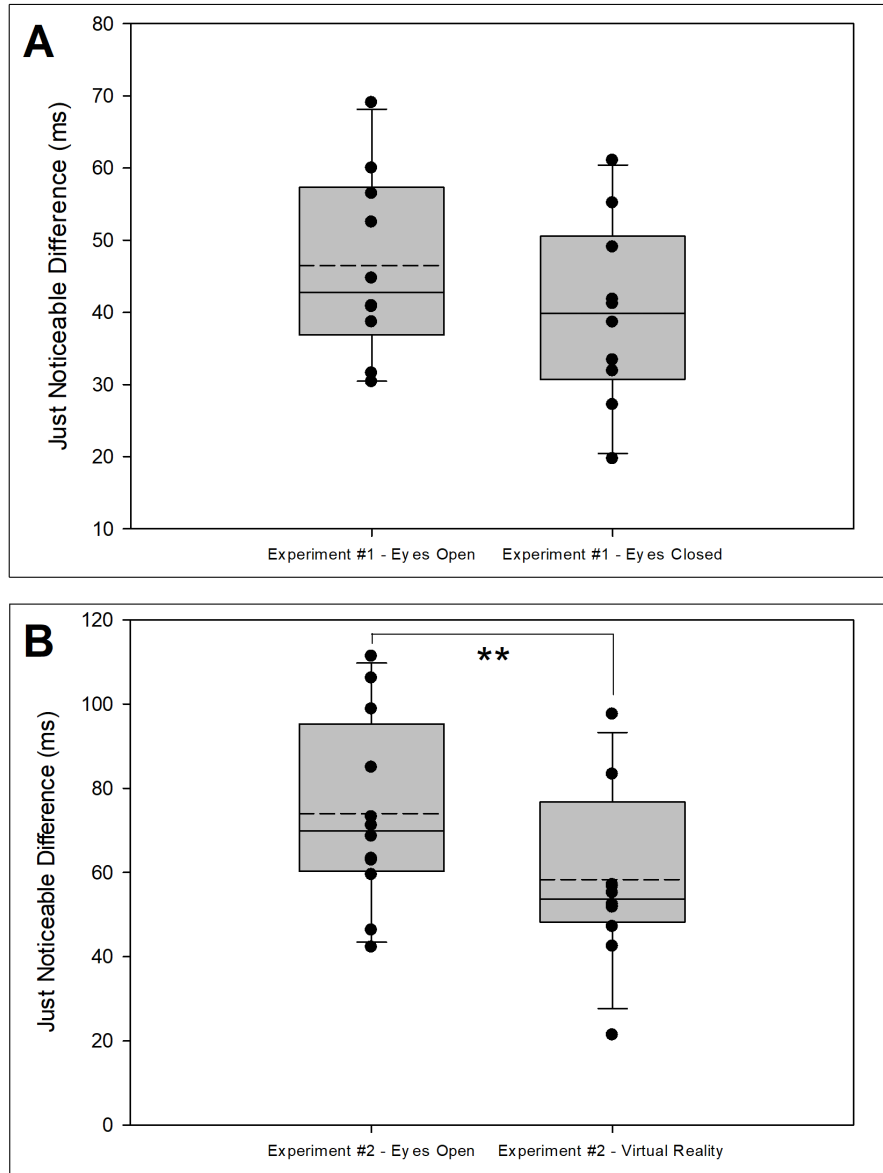 A
Just Noticeable Difference (ms)
80
70
60
50
40
30
20
10
Experiment #1 - Eyes Open Experiment #1 - Eyes Closed
B
Just Noticeable Difference (ms)
120
100
80
60
40
20
0
**
Experiment #2 - Eyes Open Experiment #2 - Virtual Reality